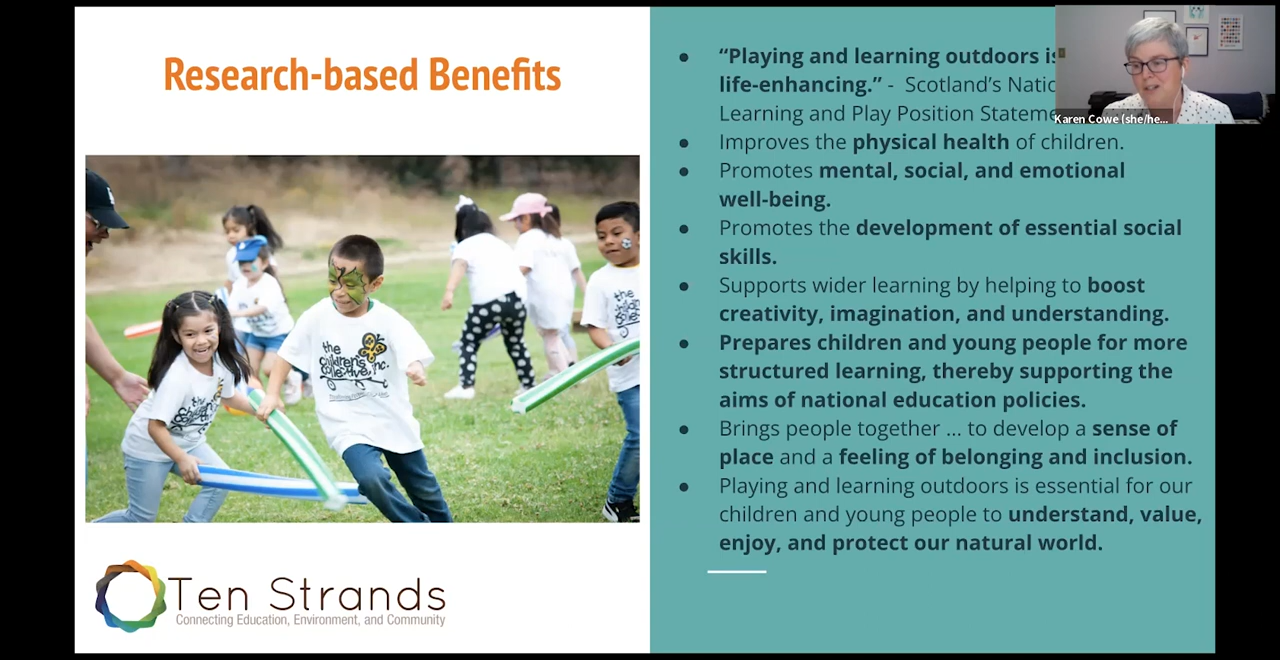 Research-based Benefits
the
children's
collective, inc.
Ten Strands
Connecting Education, Environment, and Community
● “Playing and learning outdoors is
life-enhancing.” - Scotland’s
Learning and Play Position
● Improves the physical health of children.
● Promotes mental, social, and emotional
well-being.
● Promotes the development of essential social
skills.
● Supports wider learning by helping to boost
creativity, imagination, and understanding.
● Prepares children and young people for more
structured learning, thereby supporting the
aims of national education policies.
● Brings people together ... to develop a sense of
place and a feeling of belonging and inclusion.
● Playing and learning outdoors is essential for our
children and young people to understand, value,
enjoy, and protect our natural world.
Karen Cowe (she/he...